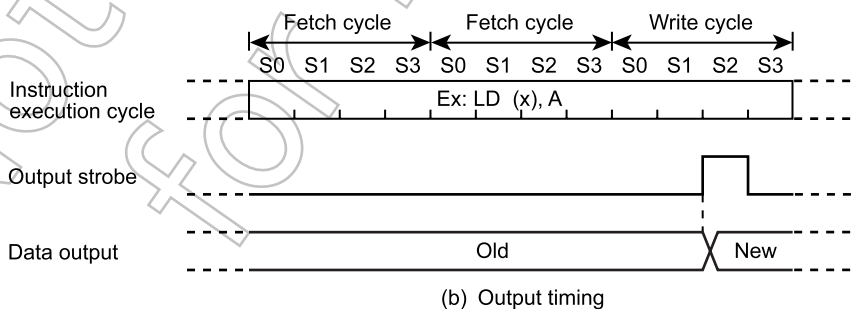 Fetch cycle Fetch cycle Write cycle
S0 S1 S2 S3 S0 S1 S2 S3 S0 S1 S2 S3
Instruction
execution cycle
Ex: LD (x), A
Output strobe
Data output
Old New
(b) Output timing
for